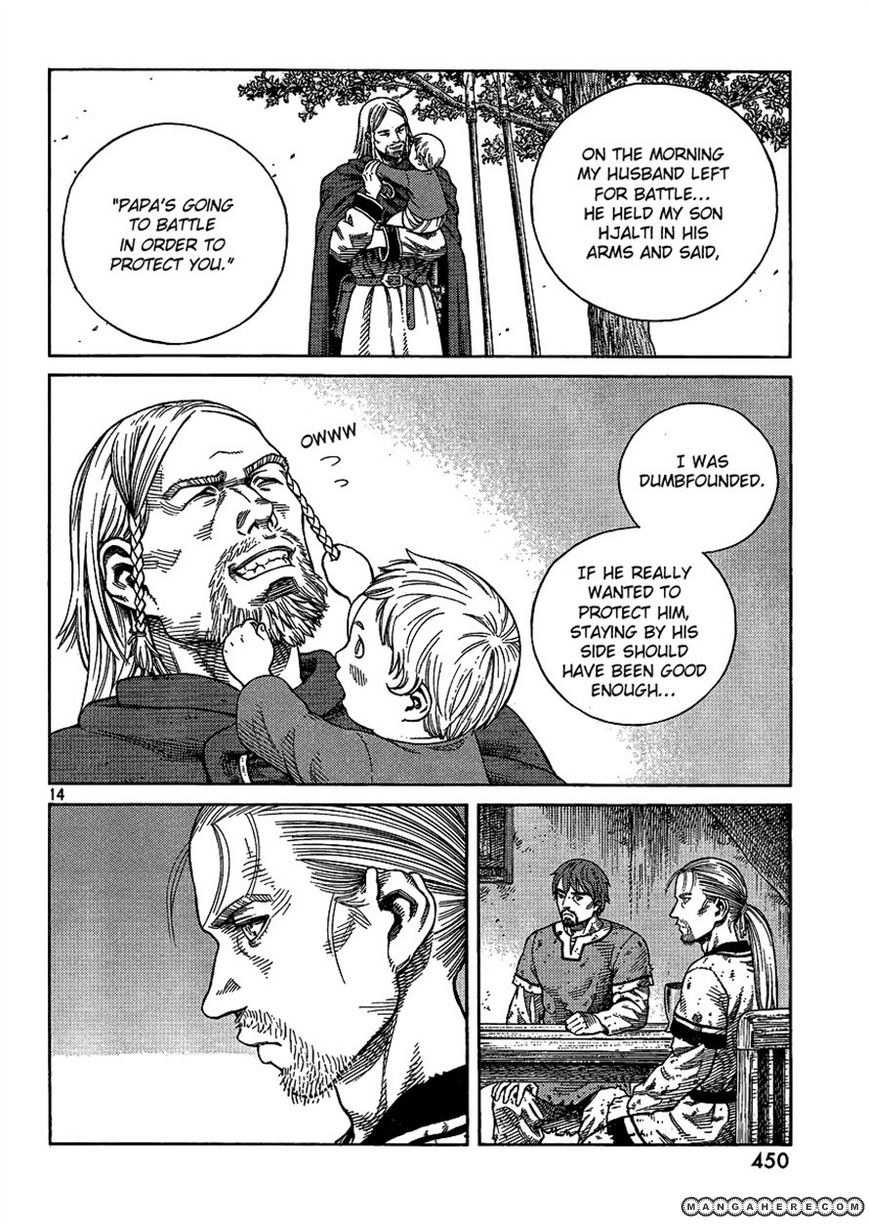 ON THE MORNING
MY HUSBAND LEFT
FOR BATTLE...
HE HELD MY SON
HJALTI IN HIS
ARMS AND SAID,
"PAPA'S GOING
TO BATTLE
IN ORDER TO
PROTECT YOU."
I WAS
DUMBFOUNDED.
OWWW
IF HE REALLY
WANTED TO
PROTECT HIM,
STAYING BY HIS
SIDE SHOULD
HAVE BEEN GOOD
ENOUGH...
14
450
MANGAHERE.COM